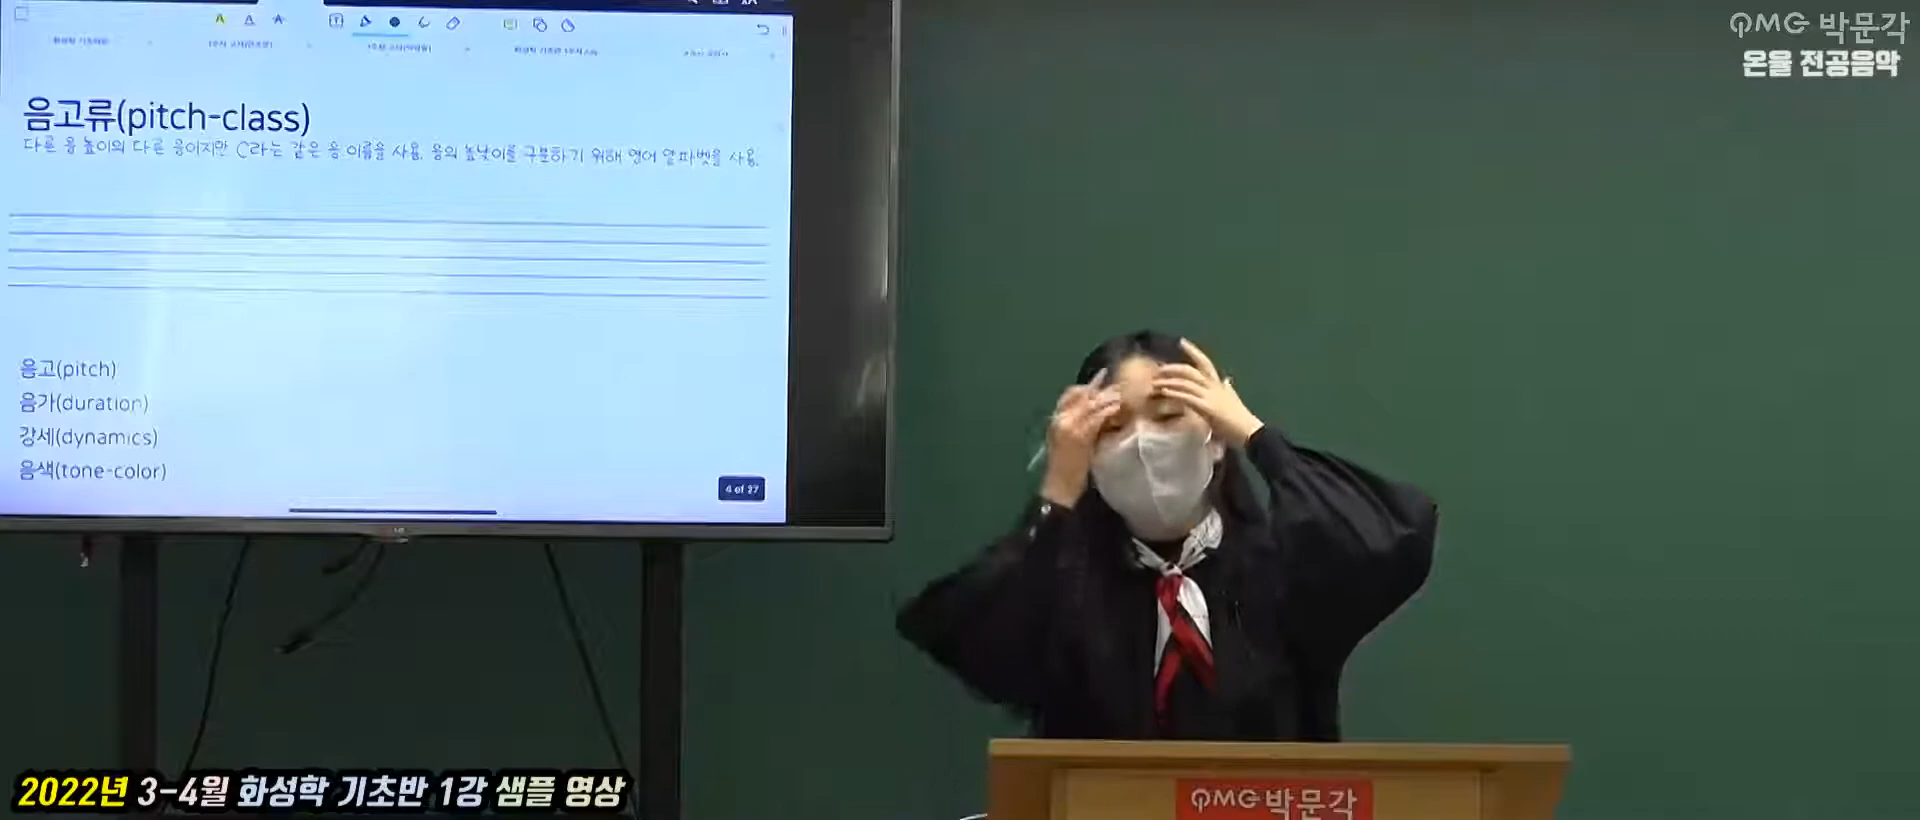 PMG 박문각
온율 전공음악
음고류(pitch-class)
다른 음 높이의 다른 음이지만 C라는 같은 음 이름을 사용. 음의 높낮이를 구분하기 위해 영어 알파벳을 사용.
음고(pitch)
음가(duration)
강세(dynamics)
음색(tone-color)
4 of 27
LG
2022년 3-4월 화성학 기초반 1강 샘플 영상
PMG 박문각